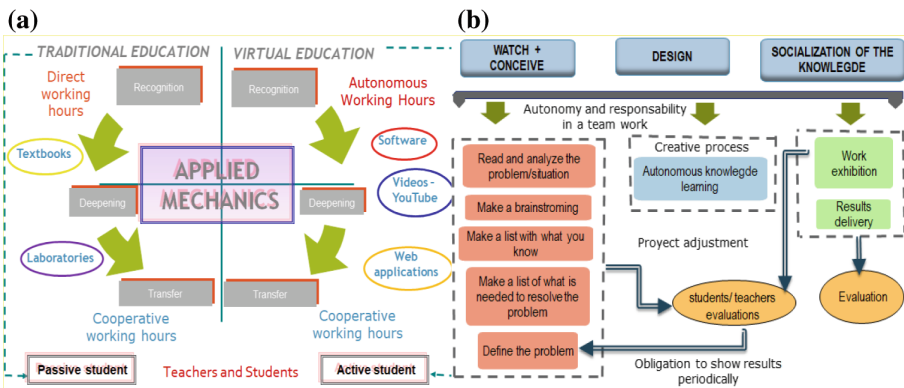 (a)
TRADITIONAL EDUCATION
VIRTUAL EDUCATION
Direct
working
hours
Recognition
Recognition
Autonomous
Working Hours
Textbooks
Software
APPLIED
MECHANICS
Videos -
YouTube
Deepening
Deepening
Laboratories
Web
applications
Transfer
Transfer
Cooperative
working hours
Cooperative
working hours
Passive student
Teachers and Students
Active student
(b)
WATCH +
CONCEIVE
DESIGN
SOCIALIZATION OF THE
KNOWLEGDE
Autonomy and responsability
in a team work
Read and analyze the
problem/situation
Make a brainstroming
Make a list with what you
know
Make a list of what is
needed to resolve the
problem
Define the problem
Creative process
Autonomous knowlegde
learning
Work
exhibition
Results
delivery
Proyect adjustment
students/ teachers
evaluations
Evaluation
Obligation to show results
periodically